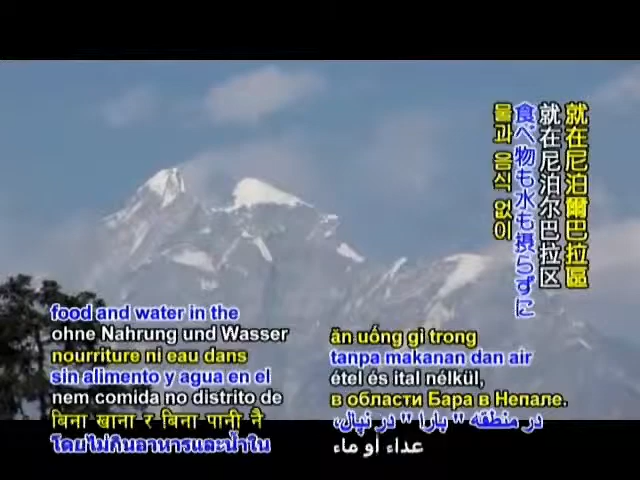 就在尼泊爾巴拉區
就在尼泊尔巴拉区
食べ物も水も摂らずに
물과 음식 없이
food and water in the
ohne Nahrung und Wasser
nourriture ni eau dans
sin alimento y agua en el
nem comida no distrito de
बिना खाना र बिना पानी नै
โดยไม่กินอาหารและน้ำใน
ăn uống gì trong
tanpa makanan dan air
étel és ital nélkül,
в области Бара в Непале.
در منطقه " بارا " در نپال،
غذاء أو ماء